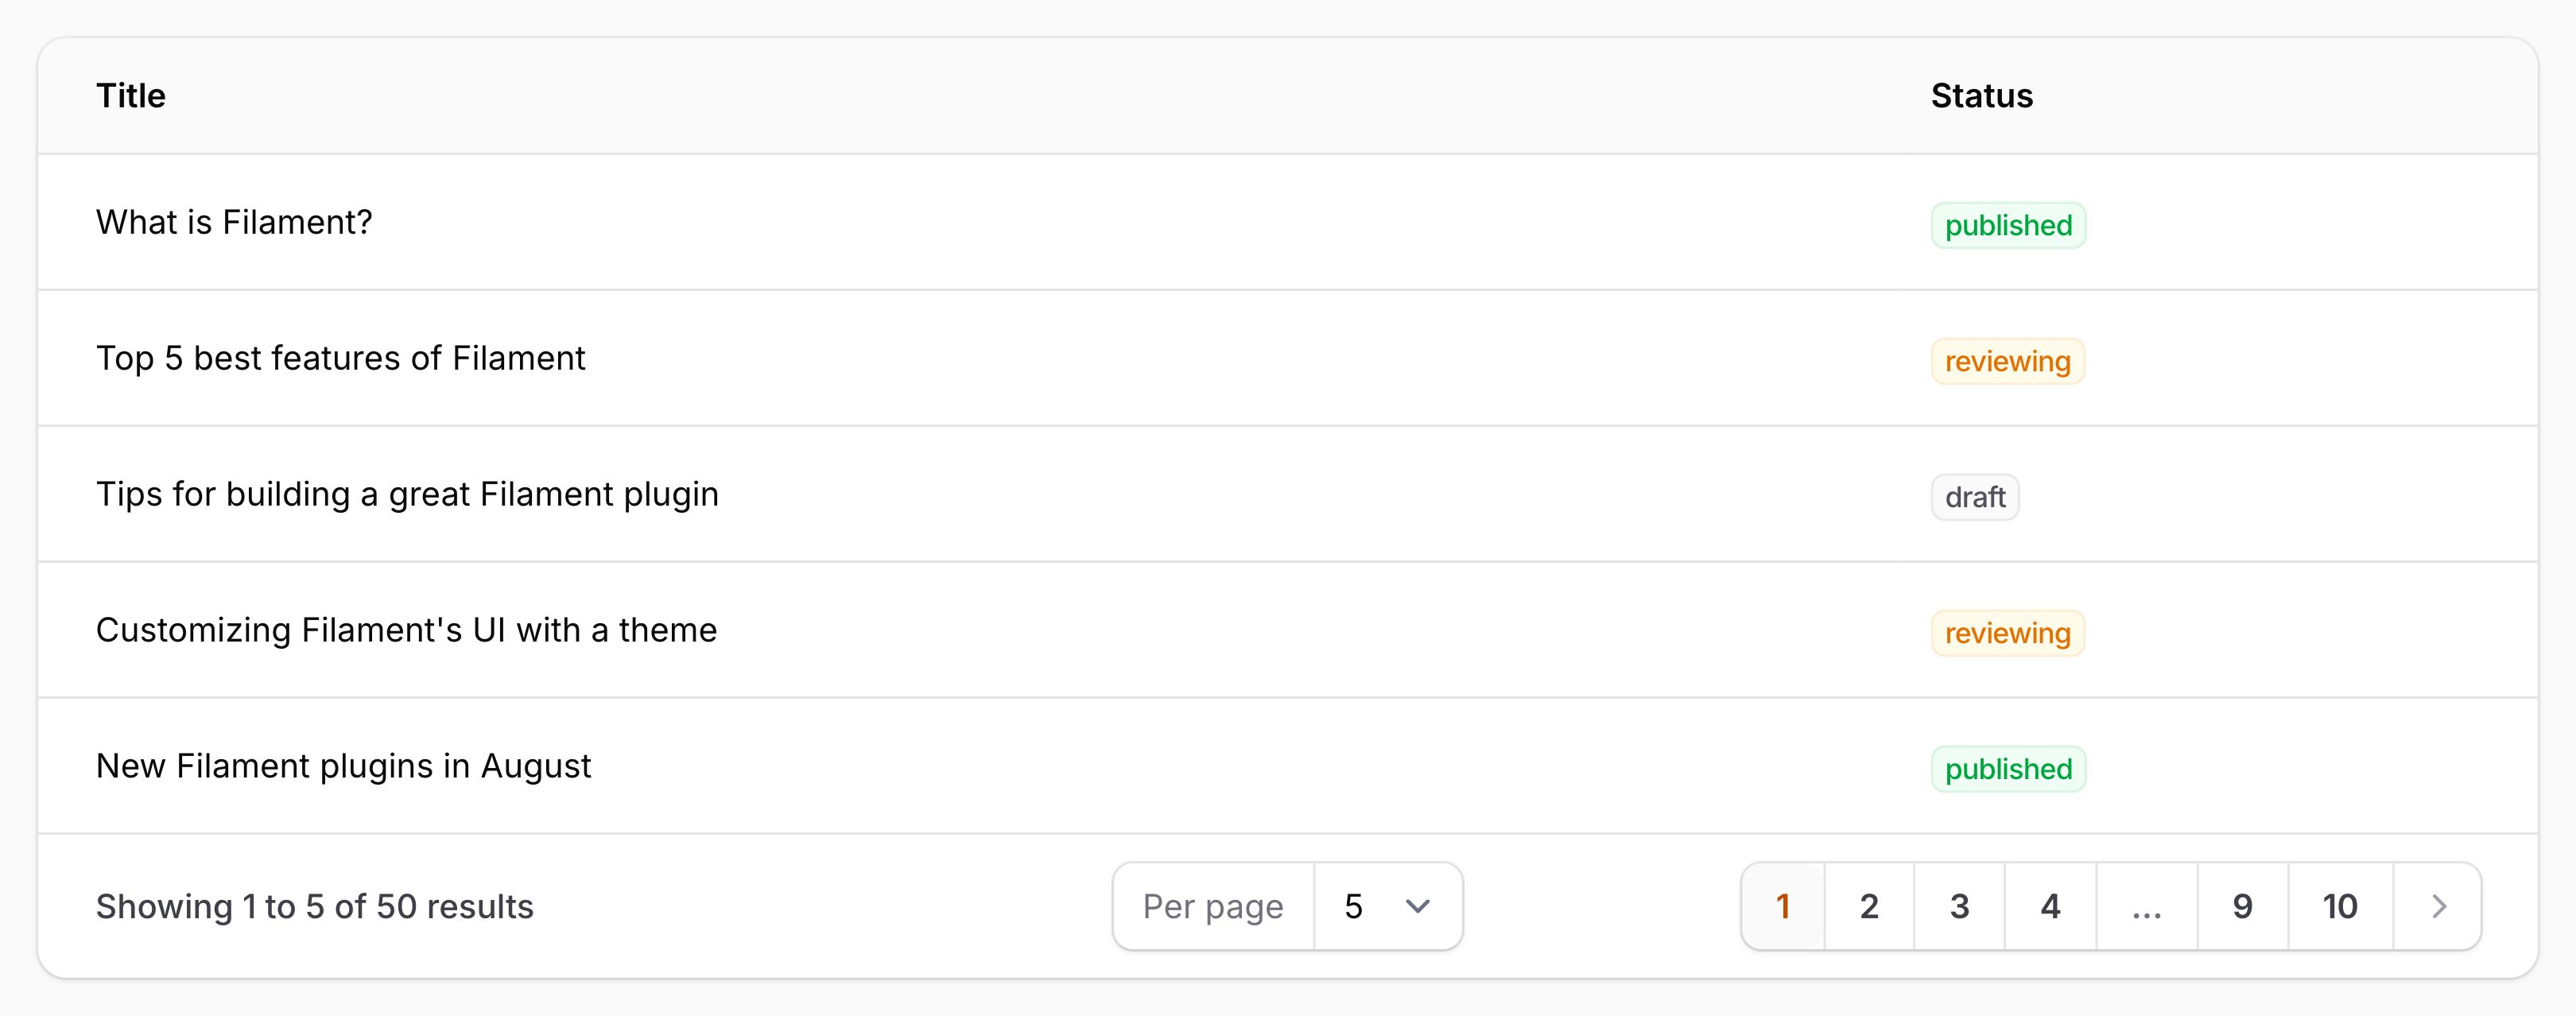 Title Status
What is Filament? published
Top 5 best features of Filament reviewing
Tips for building a great Filament plugin draft
Customizing Filament's UI with a theme reviewing
New Filament plugins in August published
Showing 1 to 5 of 50 results Per page 5 1 2 3 4 ... 9 10